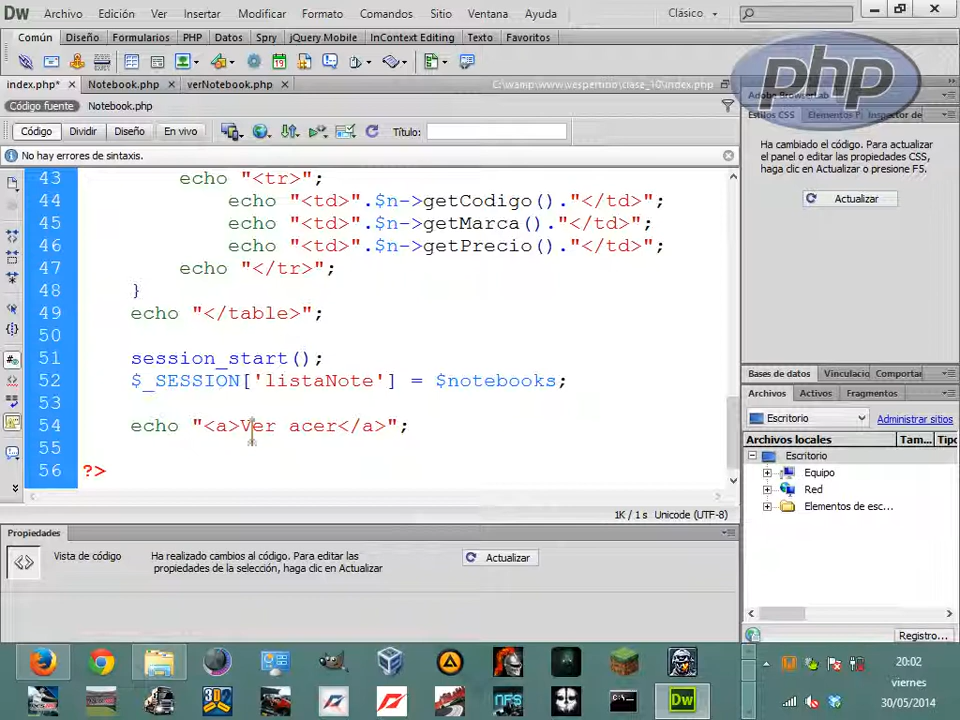 Dw Archivo Edición Ver Insertar Modificar Formato Comandos Sitio Ventana Ayuda Clásico
Común Diseño Formularios PHP Datos Spry jQuery Mobile InContext Editing Texto Favoritos
index.php* Notebook.php verNotebook.php
Código fuente Notebook.php
Código Dividir Diseño En vivo Título:
No hay errores de sintaxis.
php
Adobe BrowserLab
Estilos CSS
Ha cambiado el código. Para actualizar
el panel o editar las propiedades CSS,
haga clic en Actualizar o presione F5.
Actualizar
43 echo "<tr>";
44 echo "<td>".$n->getCodigo()."</td>";
45 echo "<td>".$n->getMarca()."</td>";
46 echo "<td>".$n->getPrecio()."</td>";
47 echo "</tr>";
48 }
49 echo "</table>";
50
51 session_start();
52 $_SESSION['listaNote'] = $notebooks;
53
54 echo "<a>Ver acer</a>";
55
56 ?>
1K / 1 s Unicode (UTF-8)
Bases de datos Vinculacio Comportar
Archivos Activos Fragmentos
Escritorio Administrar sitios
Archivos locales Tam... Tipo
Escritorio
Equipo
Red
Elementos de esc...
Registro...
Propiedades
Vista de código
Ha realizado cambios al código. Para editar las
propiedades de la selección, haga clic en Actualizar
Actualizar
20:02
viernes
30/05/2014
Dw